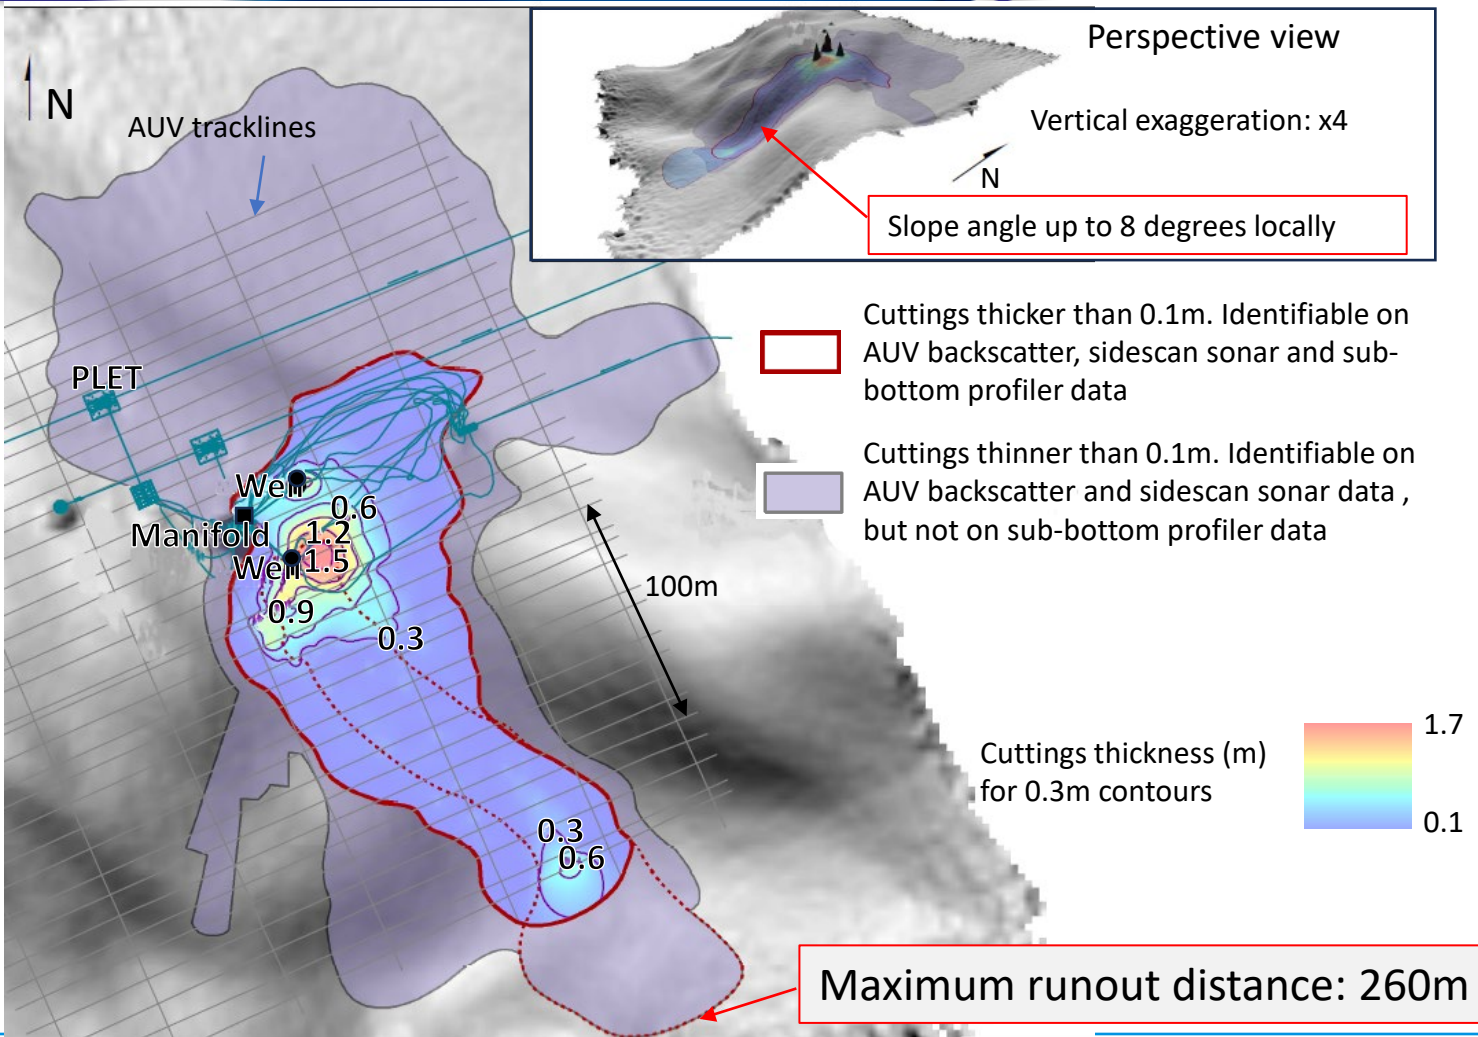 Perspective view
N
AUV tracklines
Vertical exaggeration: x4
N
Slope angle up to 8 degrees locally
Cuttings thicker than 0.1m. Identifiable on
AUV backscatter, sidescan sonar and sub-
bottom profiler data
PLET
Cuttings thinner than 0.1m. Identifiable on
AUV backscatter and sidescan sonar data ,
but not on sub-bottom profiler data
Well
0.6
Manifold
1.2
Well
1.5
100m
0.9
0.3
Cuttings thickness (m)
for 0.3m contours
1.7
0.1
0.3
0.6
Maximum runout distance: 260m